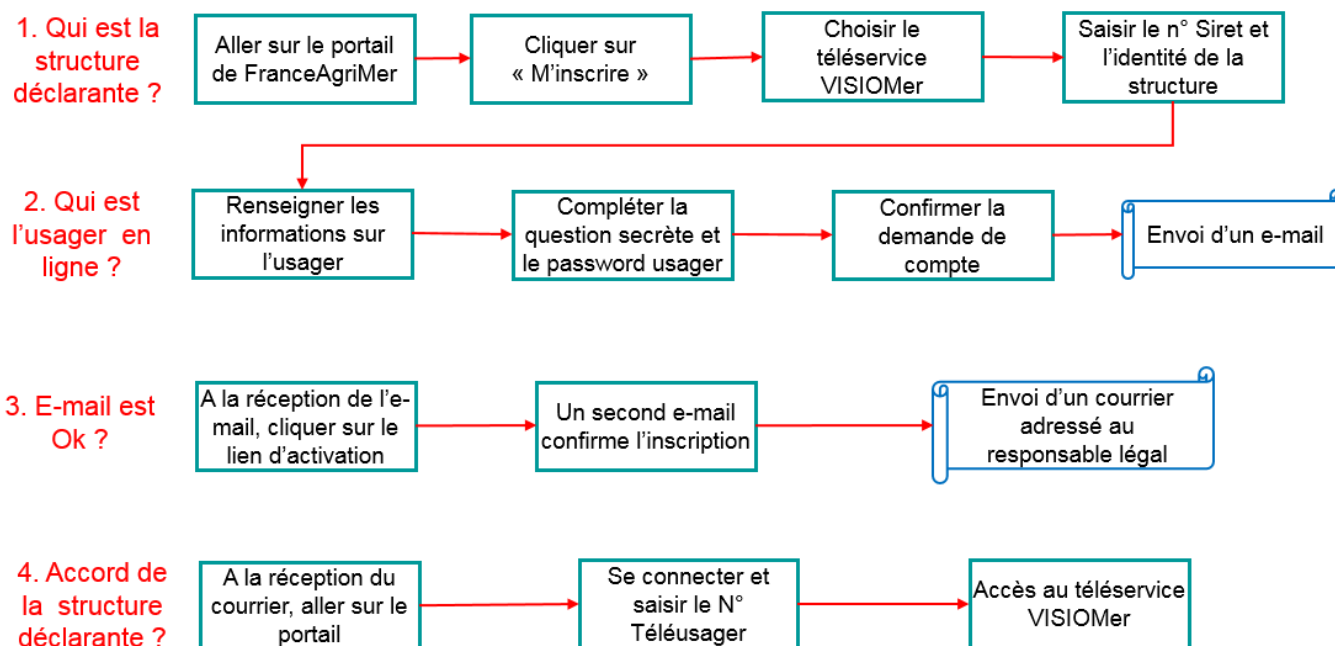 1. Qui est la
structure
déclarante ?
Aller sur le portail
de FranceAgriMer
Cliquer sur
« M’inscrire »
Choisir le
téléservice
VISIOMer
Saisir le n° Siret et
l’identité de la
structure
2. Qui est
l’usager en
ligne ?
Renseigner les
informations sur
l’usager
Compléter la
question secrète et
le password usager
Confirmer la
demande de
compte
Envoi d’un e-mail
3. E-mail est
Ok ?
A la réception de l’e-
mail, cliquer sur le
lien d’activation
Un second e-mail
confirme l’inscription
Envoi d’un courrier
adressé au
responsable légal
4. Accord de
la structure
déclarante ?
A la réception du
courrier, aller sur le
portail
Se connecter et
saisir le N°
Téléusager
Accès au téléservice
VISIOMer